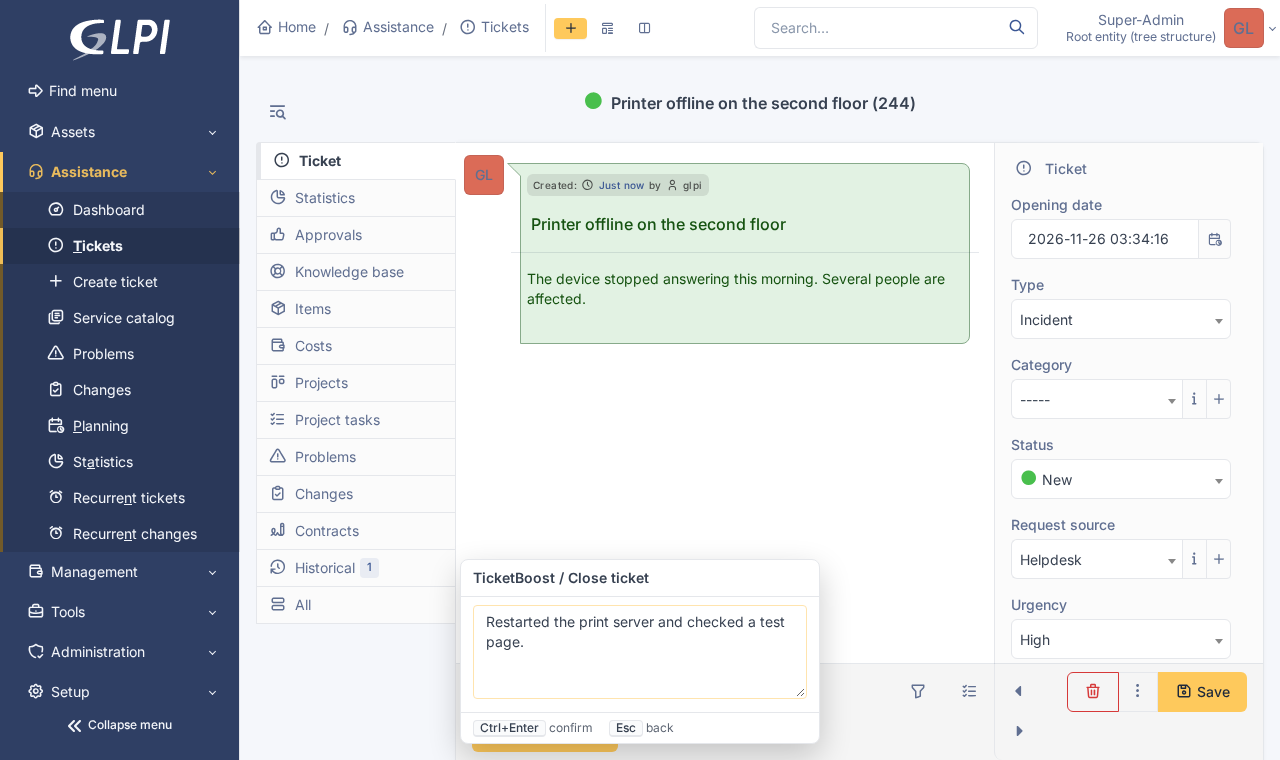 GLPI
Find menu
Assets
Assistance
Dashboard
Tickets
Create ticket
Service catalog
Problems
Changes
Planning
Statistics
Recurrent tickets
Recurrent changes
Management
Tools
Administration
Setup
Collapse menu
Home / Assistance / Tickets
Search...
Super-Admin
Root entity (tree structure)
GL
Printer offline on the second floor (244)
Ticket
Statistics
Approvals
Knowledge base
Items
Costs
Projects
Project tasks
Problems
Changes
Contracts
Historical 1
All
GL
Created: Just now by glpi
Printer offline on the second floor
The device stopped answering this morning. Several people are
affected.
TicketBoost / Close ticket
Restarted the print server and checked a test
page.
Ctrl+Enter confirm Esc back
Ticket
Opening date
2026-11-26 03:34:16
Type
Incident
Category
-----
Status
New
Request source
Helpdesk
Urgency
High
Save